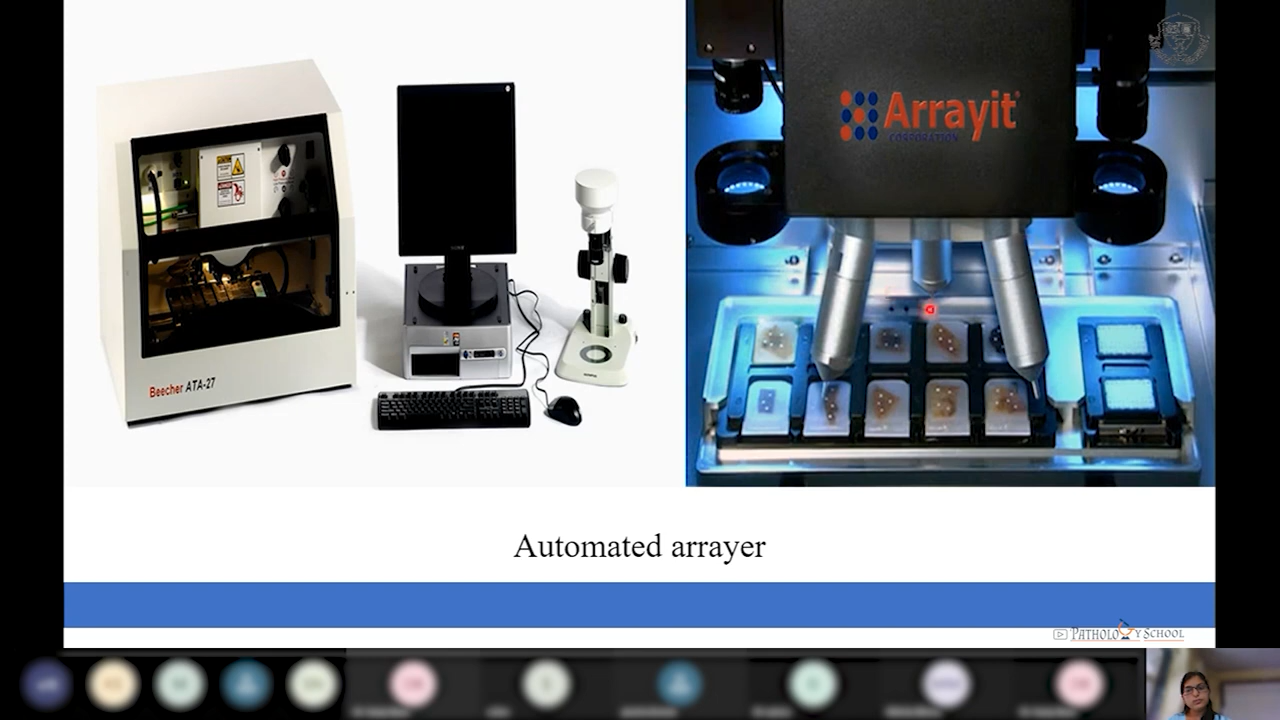 Arrayit
CORPORATION
Beecher ATA-27
Automated arrayer
PATHOLOGY SCHOOL